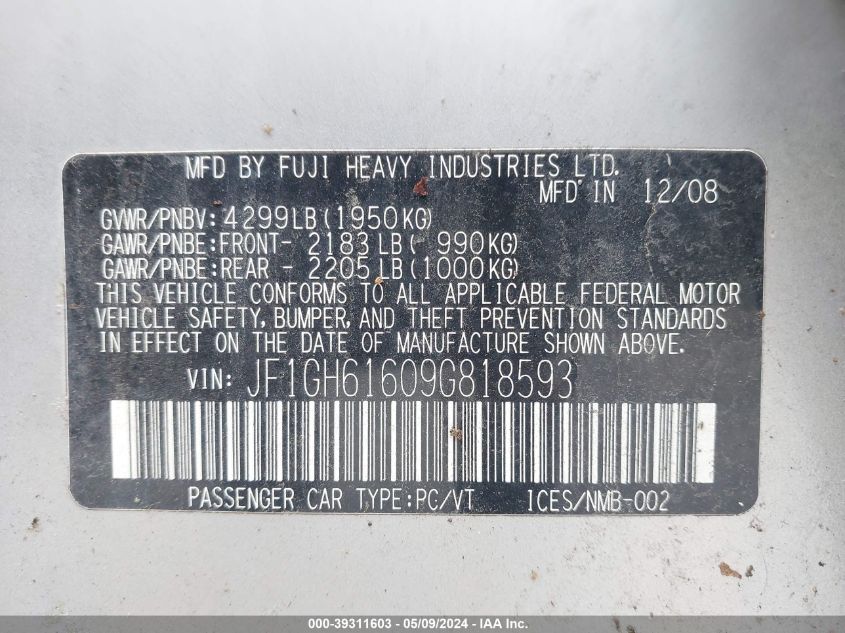 MFD BY FUJI HEAVY INDUSTRIES LTD.
MFD IN 12/08
GVWR/PNBV: 4299LB (1950KG)
GAWR/PNBE:FRONT- 2183LB ( 990KG)
GAWR/PNBE:REAR - 2205LB (1000KG)
THIS VEHICLE CONFORMS TO ALL APPLICABLE FEDERAL MOTOR
VEHICLE SAFETY, BUMPER, AND THEFT PREVENTION STANDARDS
IN EFFECT ON THE DATE OF MANUFACTURE SHOWN ABOVE.
VIN: JF1GH61609G818593
PASSENGER CAR TYPE:PC/VT ICES/NMB-002
000-39311603 - 05/09/2024 - IAA Inc.